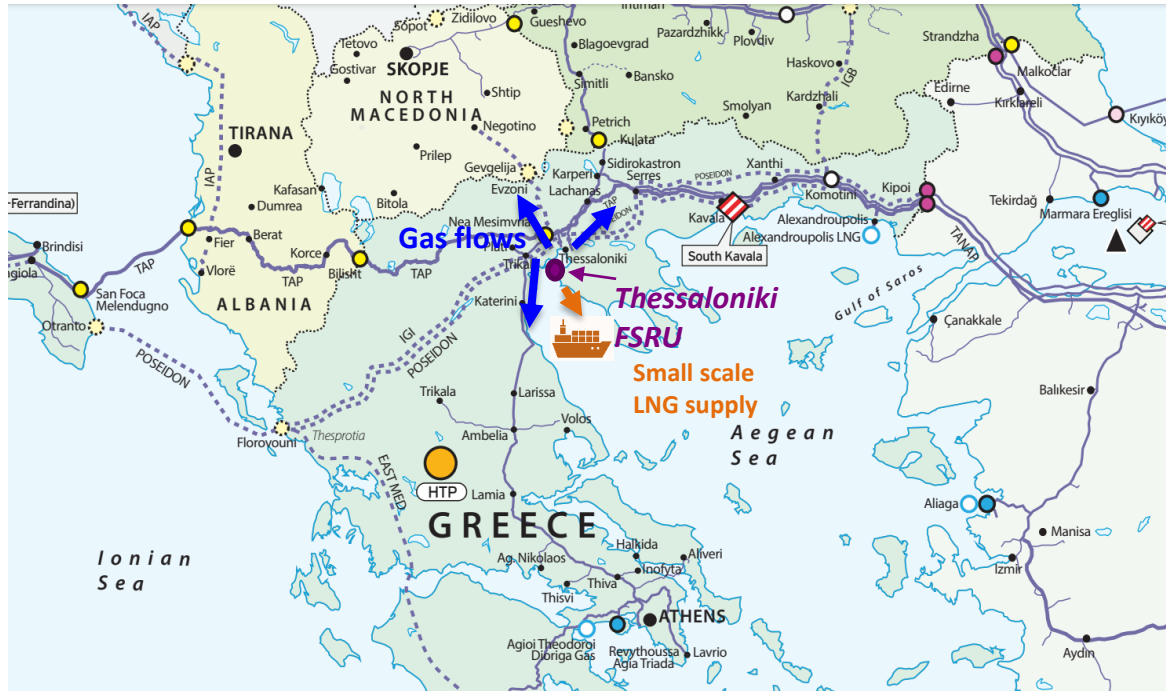 IAP
Sopot
Zidilovo
Gueshevo
Intiman
Pazardzhikk
Plovdiv
Strandzha
Tetovo
Gostivar
SKOPJE
Blagoevgrad
Haskovo
IGB
Malkoclar
NORTH
MACEDONIA
Shtip
Simitli
Bansko
Edirne
Kırklareli
Kıyıköy
TIRANA
Negotino
Petrich
Kulata
Smolyan
Kardzhali
Prilep
Gevgelija
Evzoni
Sidirokastron
Karperi
Serres
Lachanas
POSEIDON
Xanthi
Komotini
Kipoi
IAP
Kafasan
Dumrea
Bitola
TAP
POSEIDON
Kavala
Alexandroupolis
Alexandroupolis LNG
Tekirdağ
Marmara Ereglisi
-Ferrandina)
Brindisi
Fier
Berat
Korce
Bilisht
Nea Mesimvria
Gas flows
Plati
Trikala
Thessaloniki
South Kavala
TANAP
TAP
TAP
TAP
Vlorë
ALBANIA
San Foca
Melendugno
Otranto
Katerini
Thessaloniki
FSRU
Gulf of Saros
Çanakkale
POSEIDON
IGI
POSEIDON
Small scale
LNG supply
Balıkesir
Trikala
Larissa
Volos
Ambelia
Florovouni
Thesprotia
Aegean
Sea
EAST MED
HTP
Lamia
GREECE
Aliaga
Manisa
Izmir
Ionian
Sea
Ag. Nikolaos
Halkida
Aliveri
Inofyta
Thiva
Thisvi
ATHENS
Agioi Theodoroi
Dioriga Gas
Revythoussa
Agia Triada
Lavrio
Aydın